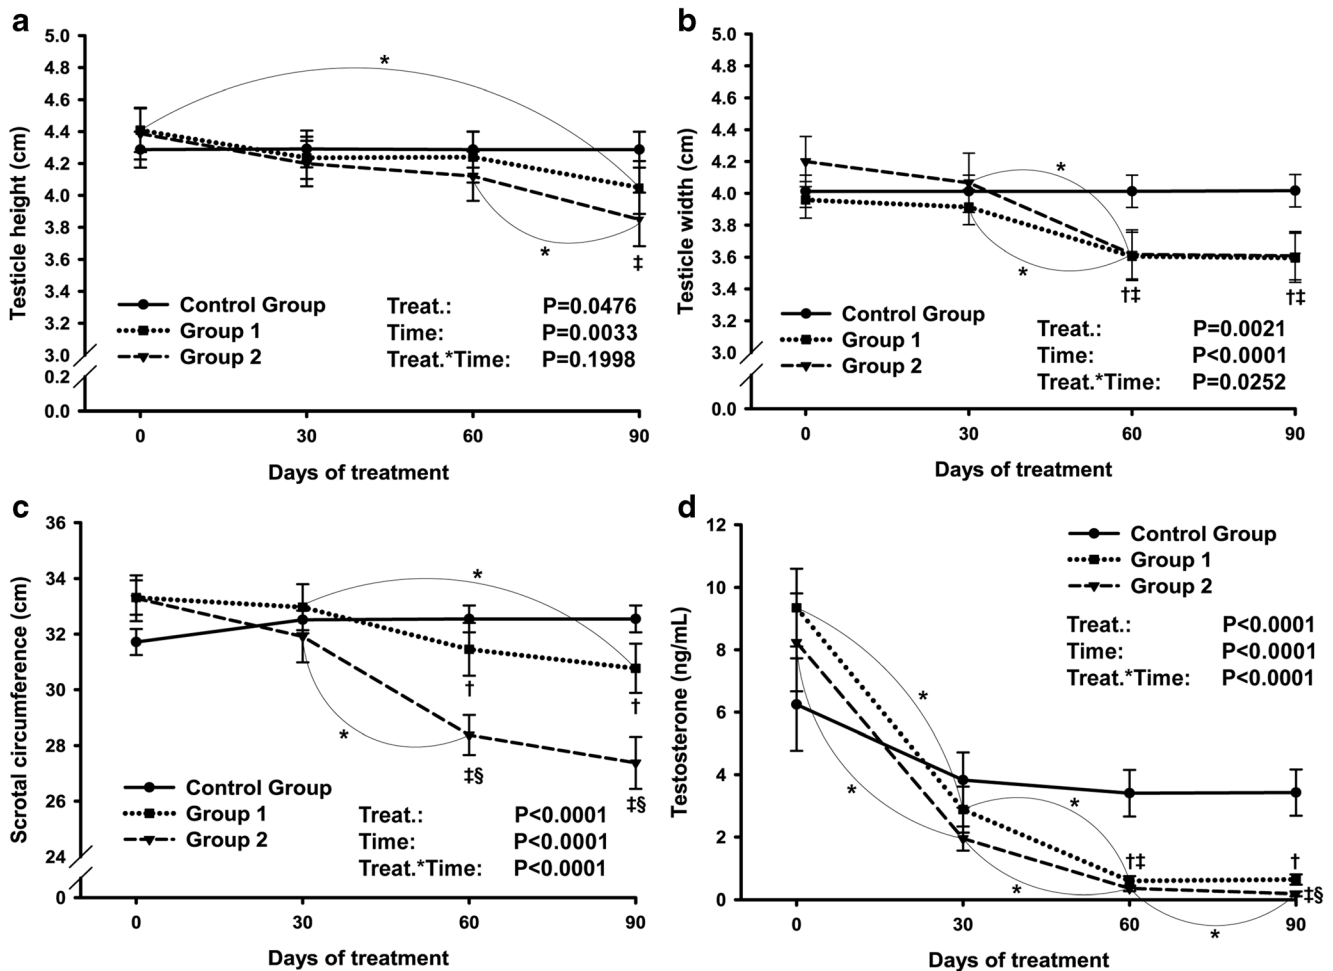 a
5.0
4.8
4.6
4.4
4.2
4.0
3.8
3.6
3.4
3.2
3.0
0.2
0.0
Testicle height (cm)
*
*
‡
Control Group
Group 1
Group 2
Treat.: P=0.0476
Time: P=0.0033
Treat.*Time: P=0.1998
0 30 60 90
Days of treatment
b
5.0
4.8
4.6
4.4
4.2
4.0
3.8
3.6
3.4
3.2
3.0
0.0
Testicle width (cm)
*
*
†‡ †‡
Control Group
Group 1
Group 2
Treat.: P=0.0021
Time: P<0.0001
Treat.*Time: P=0.0252
0 30 60 90
Days of treatment
c
36
34
32
30
28
26
24
0
Scrotal circumference (cm)
*
†
†
*
‡§
‡§
Control Group
Group 1
Group 2
Treat.: P<0.0001
Time: P<0.0001
Treat.*Time: P<0.0001
0 30 60 90
Days of treatment
d
12
10
8
6
4
2
0
Testosterone (ng/mL)
Control Group
Group 1
Group 2
Treat.: P<0.0001
Time: P<0.0001
Treat.*Time: P<0.0001
*
*
*
†‡ †
*
‡§
*
0 30 60 90
Days of treatment